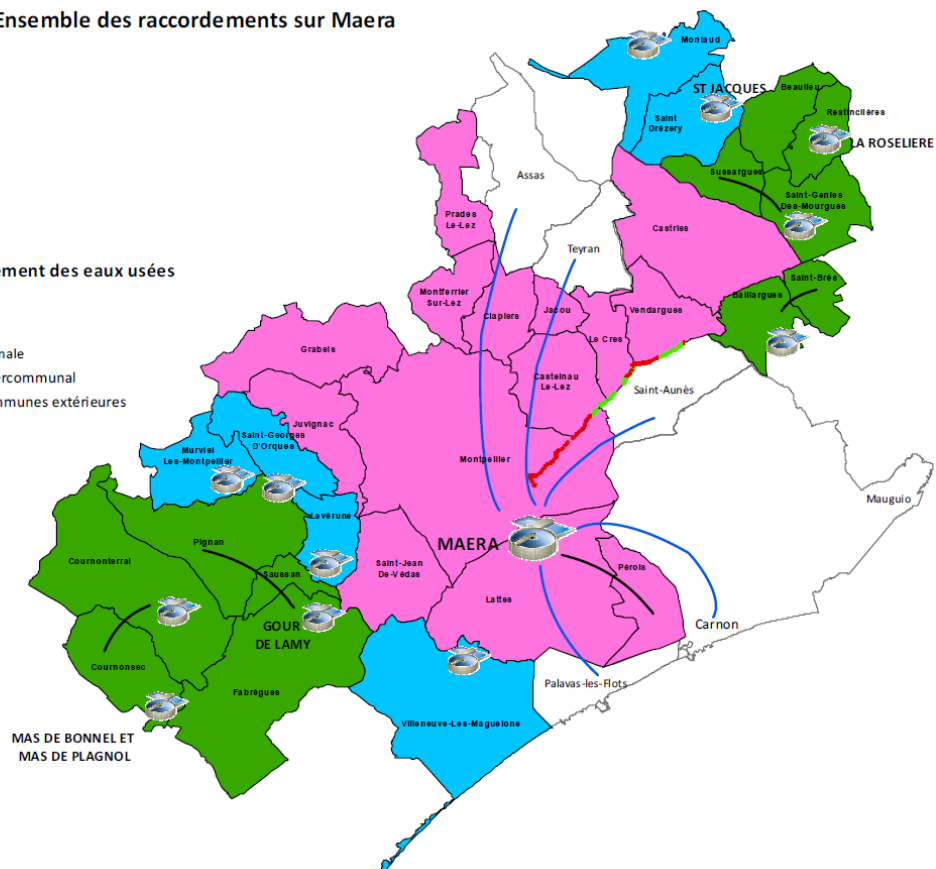 Ensemble des raccordements sur Maera
Montaud
ST JACQUES
Beaulieu
Saint
Drézery
Restinclières
LA ROSELIERE
Assas
Sussargues
Saint-Genies
Des-Mourgues
Prades
Le-Lez
Castries
Teyran
ement des eaux usées
Saint-Brès
Montferrier
Sur-Lez
Baillargues
Clapiers
Jacou
Vendargues
Le Cres
nale
Grabels
ercommunal
Castelnau
Le-Lez
Saint-Aunès
mmunes extérieures
Juvignac
Saint-Georges
D'Orques
Murviel
Les-Montpellier
Montpellier
Mauguio
Lavérune
Pignan
MAERA
Cournonterral
Saint-Jean
De-Védas
Pérols
Saussan
Lattes
GOUR
DE LAMY
Carnon
Cournonsec
Fabrègues
Palavas-les-Flots
Villeneuve-Les-Maguelone
MAS DE BONNEL ET
MAS DE PLAGNOL